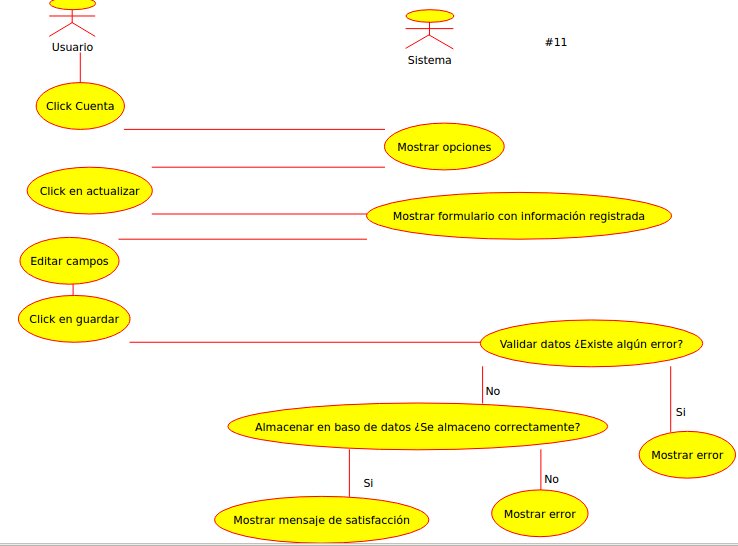 Usuario
Sistema
#11
Click Cuenta
Mostrar opciones
Click en actualizar
Mostrar formulario con información registrada
Editar campos
Click en guardar
Validar datos ¿Existe algún error?
No
Si
Almacenar en baso de datos ¿Se almaceno correctamente?
Mostrar error
Si
No
Mostrar mensaje de satisfacción
Mostrar error